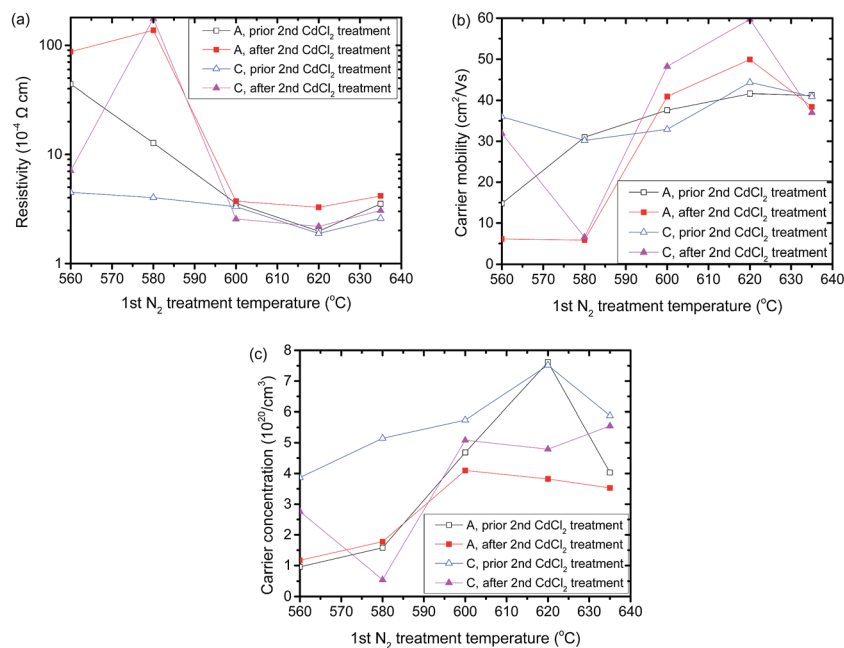 (a)
100
10
1
Resistivity (10⁻⁴ Ω cm)
A, prior 2nd CdCl₂ treatment
A, after 2nd CdCl₂ treatment
C, prior 2nd CdCl₂ treatment
C, after 2nd CdCl₂ treatment
560 570 580 590 600 610 620 630 640
1st N₂ treatment temperature (°C)
(b)
60
50
40
30
20
10
0
Carrier mobility (cm²/Vs)
A, prior 2nd CdCl₂ treatment
A, after 2nd CdCl₂ treatment
C, prior 2nd CdCl₂ treatment
C, after 2nd CdCl₂ treatment
560 570 580 590 600 610 620 630 640
1st N₂ treatment temperature (°C)
(c)
8
7
6
5
4
3
2
1
0
Carrier concentration (10²⁰/cm³)
A, prior 2nd CdCl₂ treatment
A, after 2nd CdCl₂ treatment
C, prior 2nd CdCl₂ treatment
C, after 2nd CdCl₂ treatment
560 570 580 590 600 610 620 630 640
1st N₂ treatment temperature (°C)